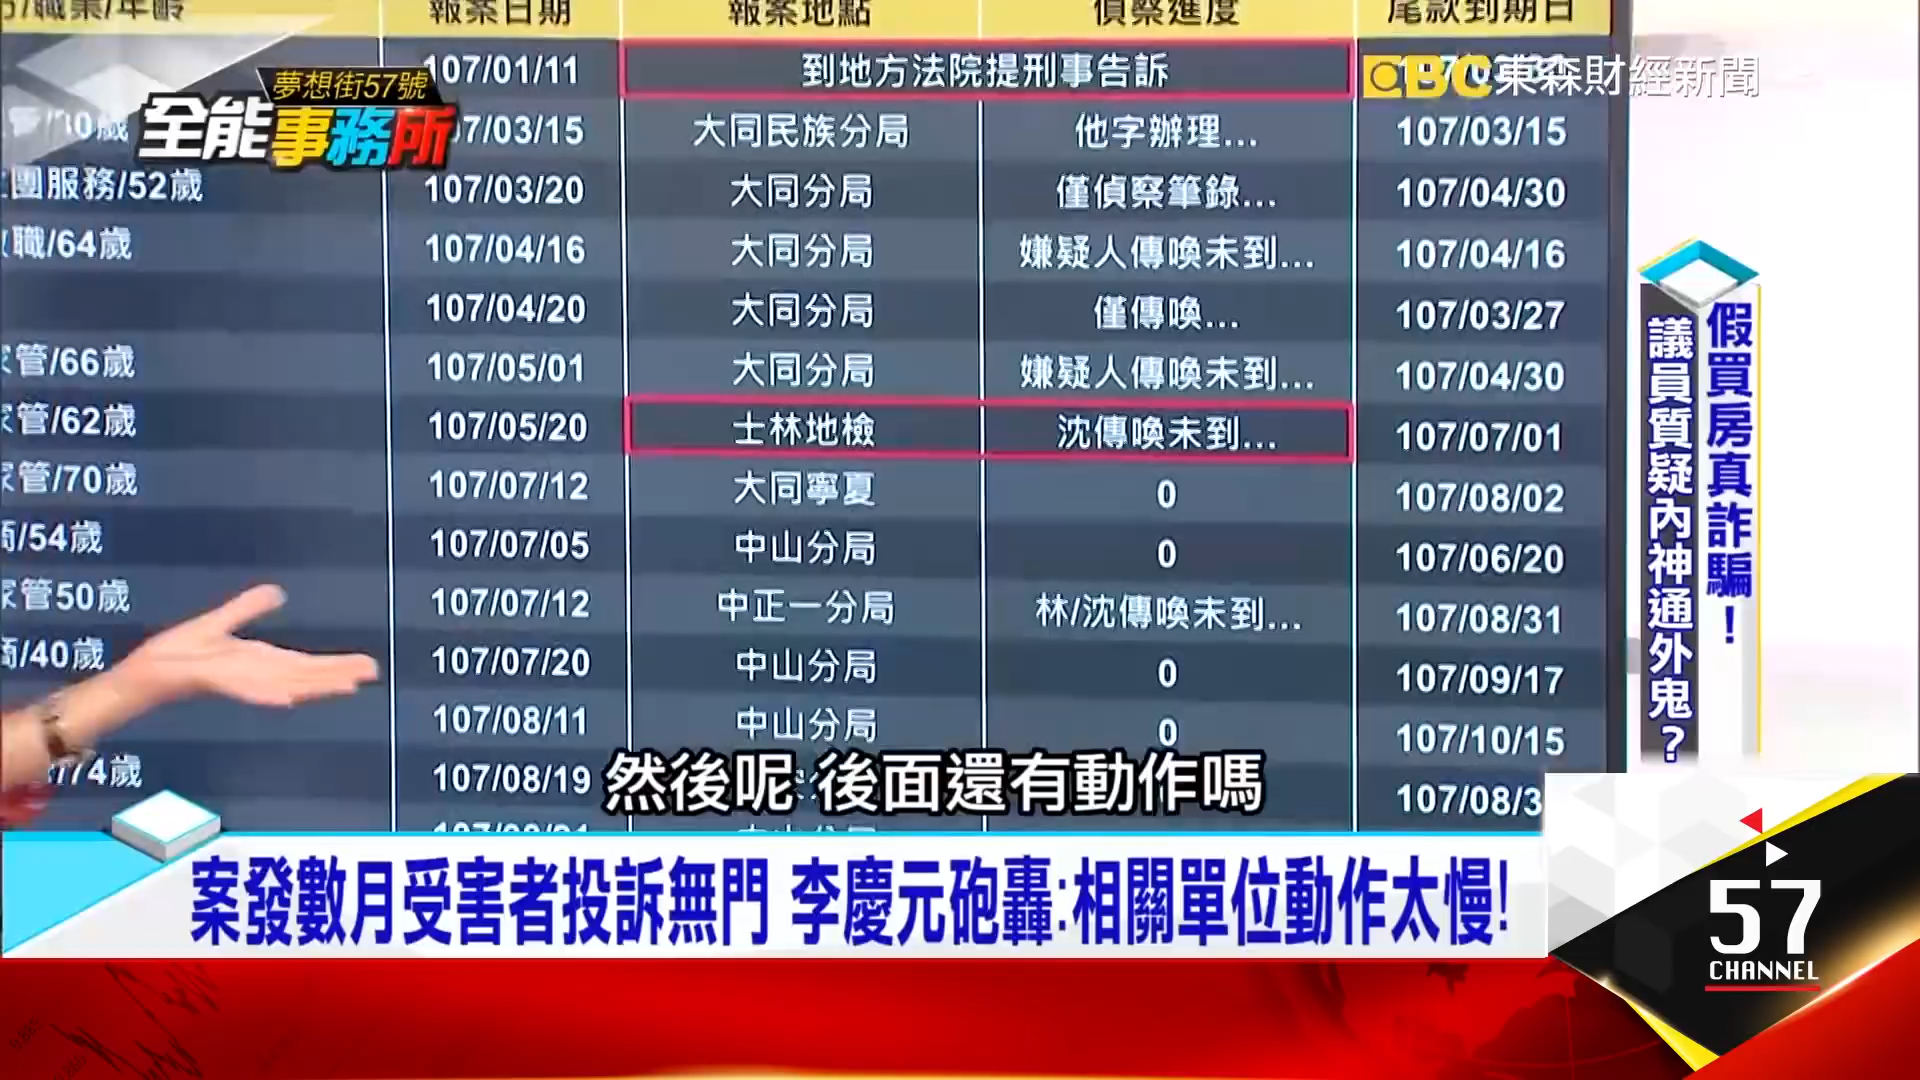 /職業/年齡 報案日期 報案地點 偵察進度 尾款到期日
107/01/11 到地方法院提刑事告訴
EBC東森財經新聞
夢想街57號
全能事務所
07/03/15 大同民族分局 他字辦理... 107/03/15
團服務/52歲 107/03/20 大同分局 僅偵察筆錄... 107/04/30
職/64歲 107/04/16 大同分局 嫌疑人傳喚未到... 107/04/16
107/04/20 大同分局 僅傳喚... 107/03/27
管/66歲 107/05/01 大同分局 嫌疑人傳喚未到... 107/04/30
家管/62歲 107/05/20 士林地檢 沈傳喚未到... 107/07/01
家管/70歲 107/07/12 大同寧夏 0 107/08/02
/54歲 107/07/05 中山分局 0 107/06/20
家管50歲 107/07/12 中正一分局 林/沈傳喚未到... 107/08/31
/40歲 107/07/20 中山分局 0 107/09/17
107/08/11 中山分局 0 107/10/15
/74歲 107/08/19 107/08/3
假買房真詐騙！
議員質疑內神通外鬼？
然後呢 後面還有動作嗎
案發數月受害者投訴無門 李慶元砲轟:相關單位動作太慢!
57
CHANNEL